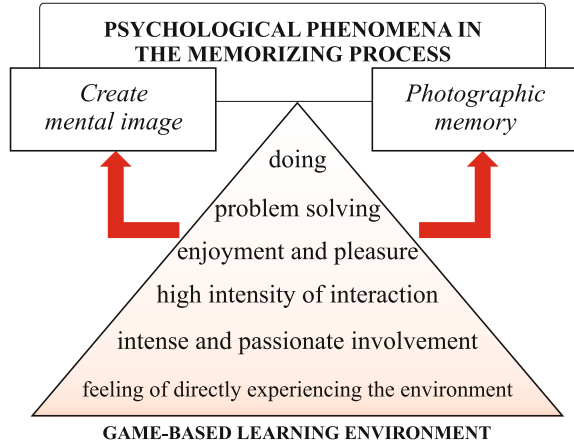 PSYCHOLOGICAL PHENOMENA IN
THE MEMORIZING PROCESS
Create
mental image
Photographic
memory
doing
problem solving
enjoyment and pleasure
high intensity of interaction
intense and passionate involvement
feeling of directly experiencing the environment
GAME-BASED LEARNING ENVIRONMENT